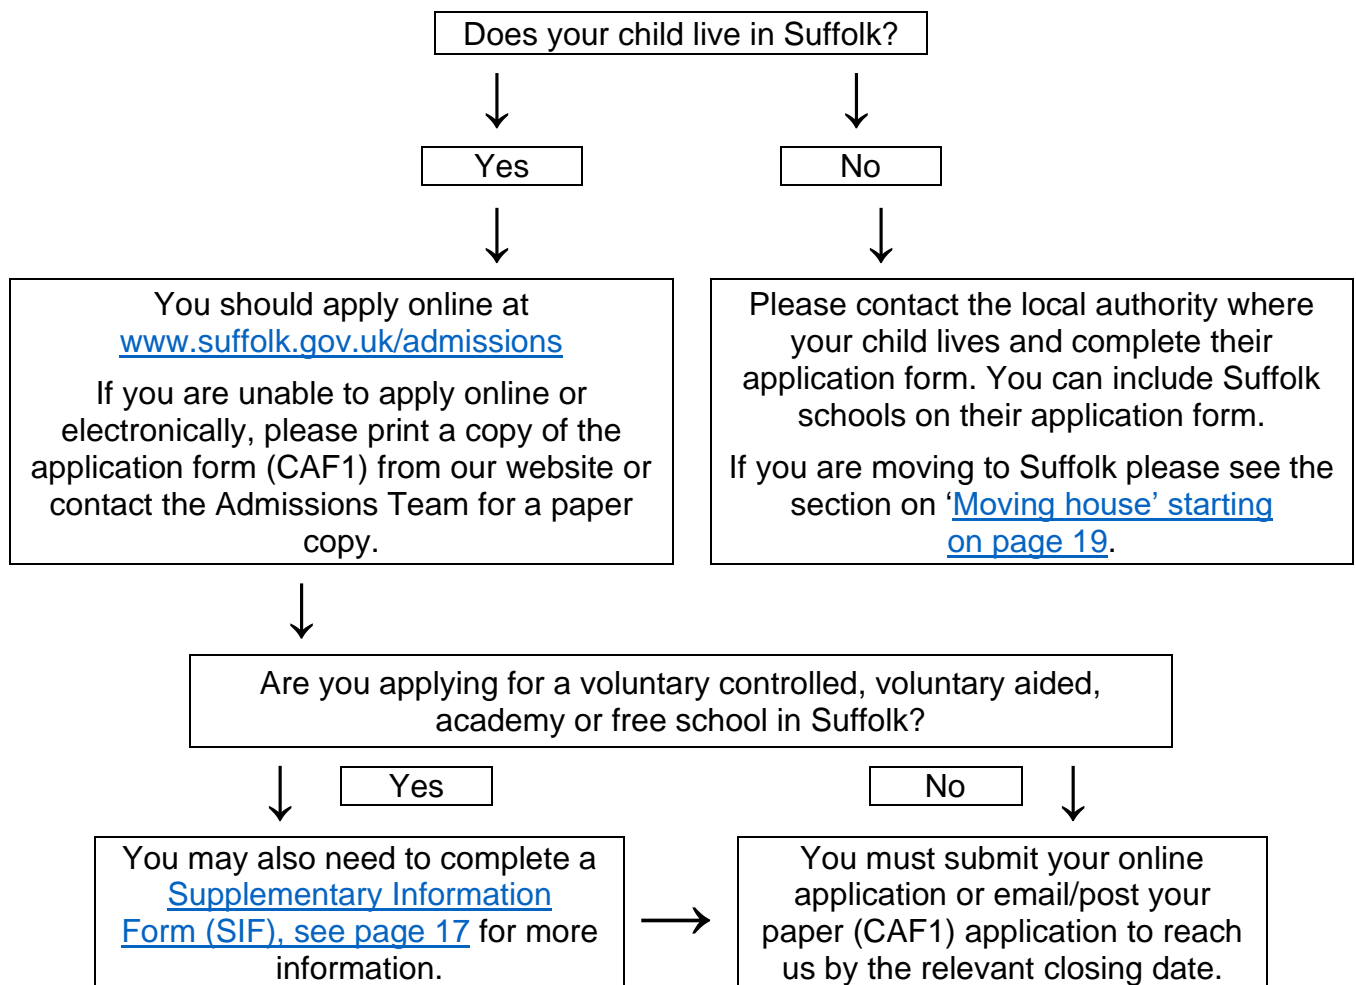 Does your child live in Suffolk?
Yes
No
You should apply online at
www.suffolk.gov.uk/admissions
If you are unable to apply online or
electronically, please print a copy of the
application form (CAF1) from our website or
contact the Admissions Team for a paper
copy.
Please contact the local authority where
your child lives and complete their
application form. You can include Suffolk
schools on their application form.
If you are moving to Suffolk please see the
section on ‘Moving house’ starting
on page 19.
Are you applying for a voluntary controlled, voluntary aided,
academy or free school in Suffolk?
Yes
No
You may also need to complete a
Supplementary Information
Form (SIF), see page 17 for more
information.
You must submit your online
application or email/post your
paper (CAF1) application to reach
us by the relevant closing date.